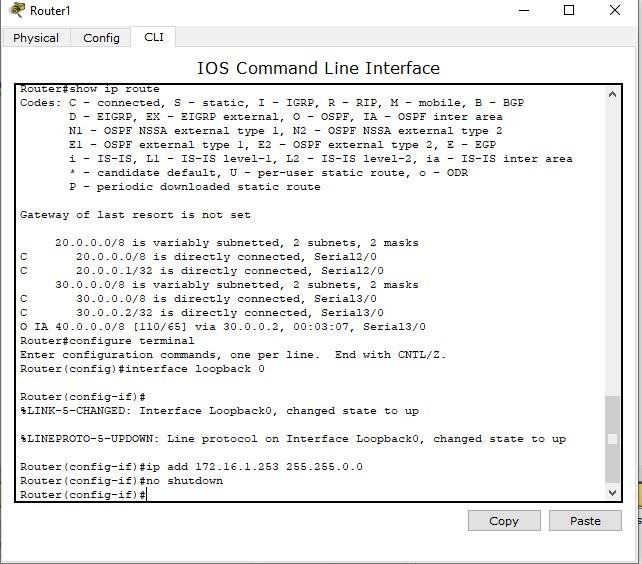 Router1
Physical Config CLI
IOS Command Line Interface
Router#show ip route
Codes: C - connected, S - static, I - IGRP, R - RIP, M - mobile, B - BGP
D - EIGRP, EX - EIGRP external, O - OSPF, IA - OSPF inter area
N1 - OSPF NSSA external type 1, N2 - OSPF NSSA external type 2
E1 - OSPF external type 1, E2 - OSPF external type 2, E - EGP
i - IS-IS, L1 - IS-IS level-1, L2 - IS-IS level-2, ia - IS-IS inter area
* - candidate default, U - per-user static route, o - ODR
P - periodic downloaded static route
Gateway of last resort is not set
20.0.0.0/8 is variably subnetted, 2 subnets, 2 masks
C 20.0.0.0/8 is directly connected, Serial2/0
C 20.0.0.1/32 is directly connected, Serial2/0
30.0.0.0/8 is variably subnetted, 2 subnets, 2 masks
C 30.0.0.0/8 is directly connected, Serial3/0
C 30.0.0.2/32 is directly connected, Serial3/0
O IA 40.0.0.0/8 [110/65] via 30.0.0.2, 00:03:07, Serial3/0
Router#configure terminal
Enter configuration commands, one per line. End with CNTL/Z.
Router(config)#interface loopback 0
Router(config-if)#
%LINK-5-CHANGED: Interface Loopback0, changed state to up
%LINEPROTO-5-UPDOWN: Line protocol on Interface Loopback0, changed state to up
Router(config-if)#ip add 172.16.1.253 255.255.0.0
Router(config-if)#no shutdown
Router(config-if)#
Copy Paste